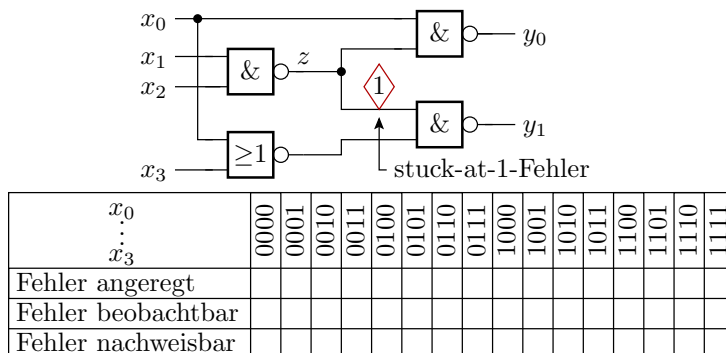 x₀ & y₀
x₁ z
& 1
x₂
& y₁
≥1
x₃ stuck-at-1-Fehler
x₀ ⋮ x₃ 0000 0001 0010 0011 0100 0101 0110 0111 1000 1001 1010 1011 1100 1101 1110 1111
Fehler angeregt
Fehler beobachtbar
Fehler nachweisbar